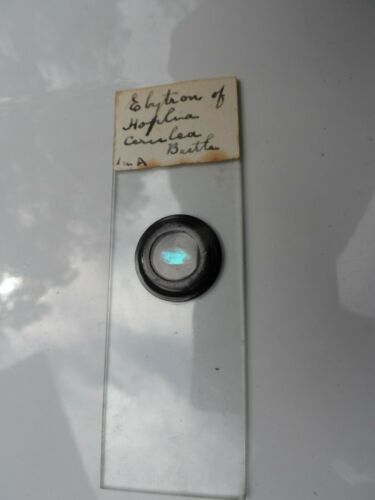 Elytron of
Hoplia
Cerulea
Beetle